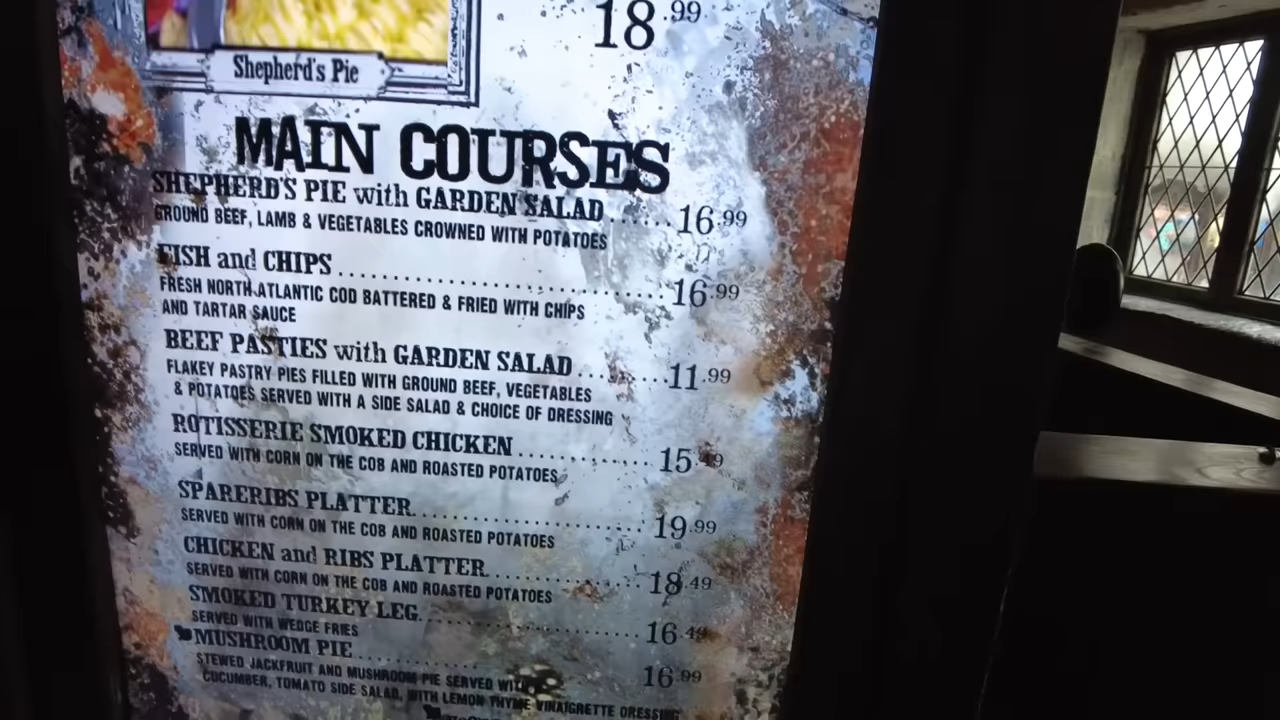 18.99
Shepherd's Pie
MAIN COURSES
SHEPHERD'S PIE with GARDEN SALAD ...... 16.99
GROUND BEEF, LAMB & VEGETABLES CROWNED WITH POTATOES
FISH and CHIPS ...... 16.99
FRESH NORTH ATLANTIC COD BATTERED & FRIED WITH CHIPS
AND TARTAR SAUCE
BEEF PASTIES with GARDEN SALAD ...... 11.99
FLAKEY PASTRY PIES FILLED WITH GROUND BEEF, VEGETABLES
& POTATOES SERVED WITH A SIDE SALAD & CHOICE OF DRESSING
ROTISSERIE SMOKED CHICKEN ...... 15.49
SERVED WITH CORN ON THE COB AND ROASTED POTATOES
SPARERIBS PLATTER ...... 19.99
SERVED WITH CORN ON THE COB AND ROASTED POTATOES
CHICKEN and RIBS PLATTER ...... 18.49
SERVED WITH CORN ON THE COB AND ROASTED POTATOES
SMOKED TURKEY LEG ...... 16.49
SERVED WITH WEDGE FRIES
MUSHROOM PIE ...... 16.99
STEWED JACKFRUIT AND MUSHROOM PIE SERVED WITH
CUCUMBER, TOMATO SIDE SALAD, WITH LEMON THYME VINAIGRETTE DRESSING